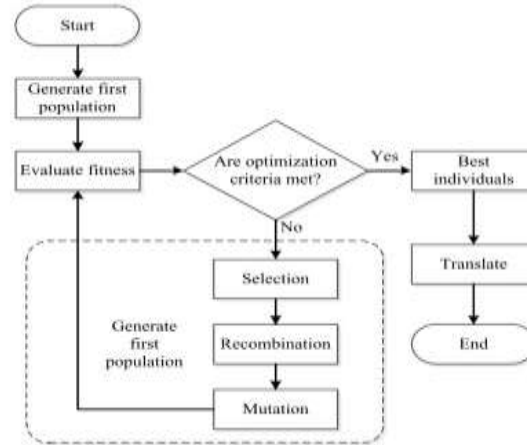 Start
Generate first
population
Evaluate fitness
Are optimization
criteria met?
Yes
Best
individuals
No
Selection
Translate
Generate
first
population
Recombination
End
Mutation